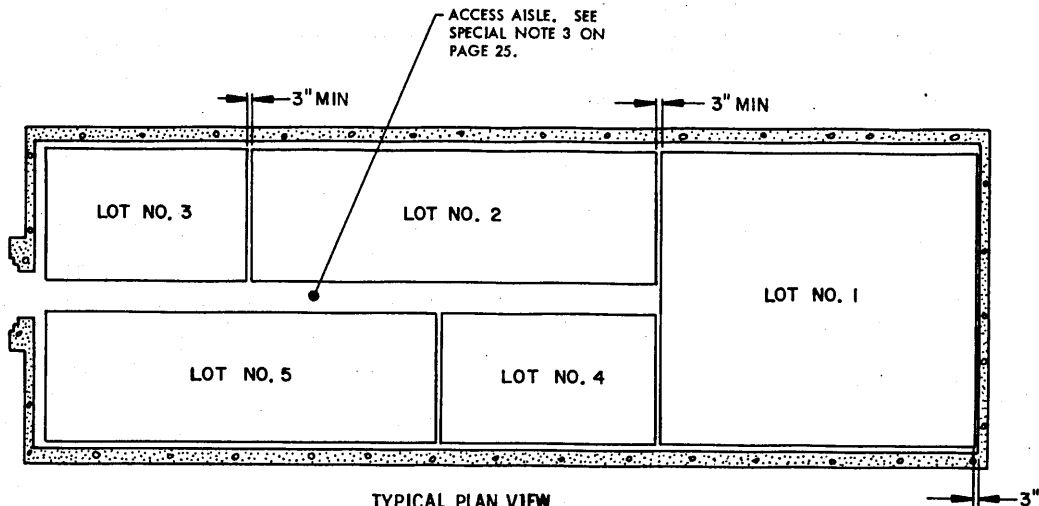 ACCESS AISLE. SEE
SPECIAL NOTE 3 ON
PAGE 25.
3" MIN
3" MIN
LOT NO. 3
LOT NO. 2
LOT NO. 1
LOT NO. 5
LOT NO. 4
TYPICAL PLAN VIEW
3"